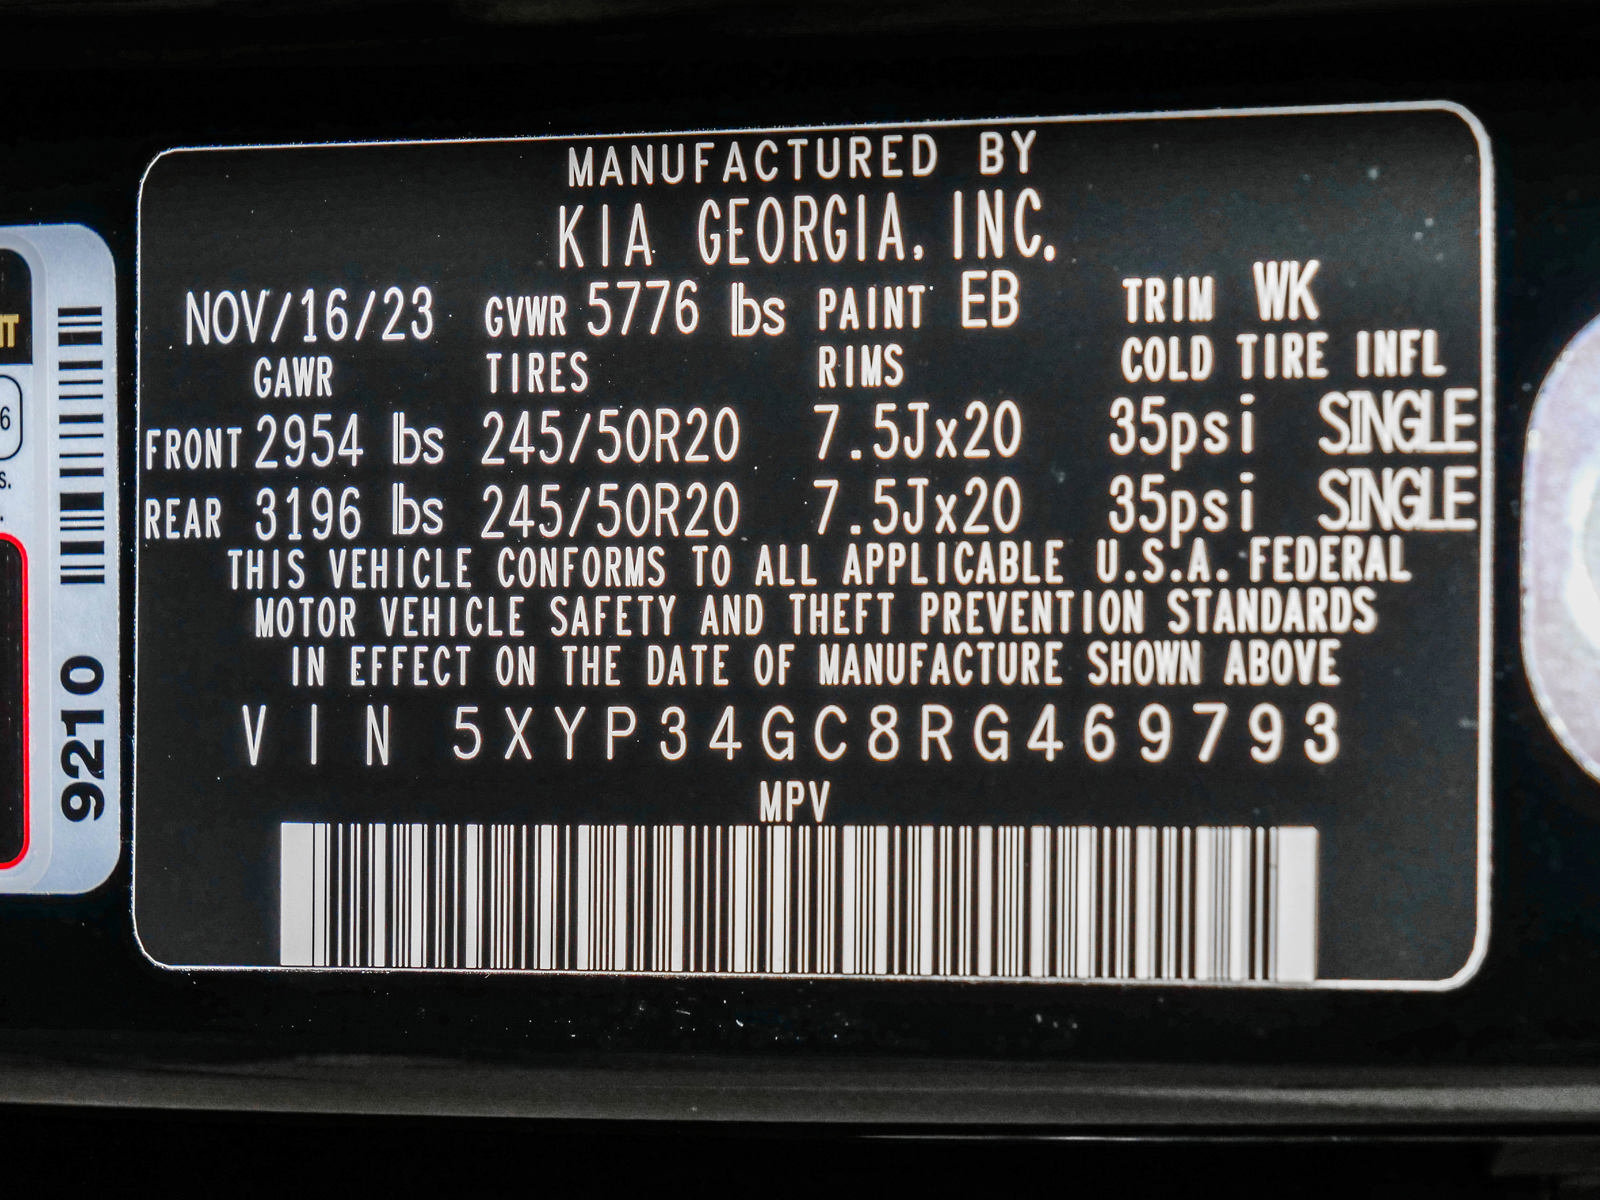 MANUFACTURED BY
KIA GEORGIA, INC.
NOV/16/23 GVWR 5776 lbs PAINT EB TRIM WK
GAWR TIRES RIMS COLD TIRE INFL
FRONT 2954 lbs 245/50R20 7.5Jx20 35psi SINGLE
REAR 3196 lbs 245/50R20 7.5Jx20 35psi SINGLE
THIS VEHICLE CONFORMS TO ALL APPLICABLE U.S.A. FEDERAL
MOTOR VEHICLE SAFETY AND THEFT PREVENTION STANDARDS
IN EFFECT ON THE DATE OF MANUFACTURE SHOWN ABOVE
VIN 5XYP34GC8RG469793
MPV
9210
6